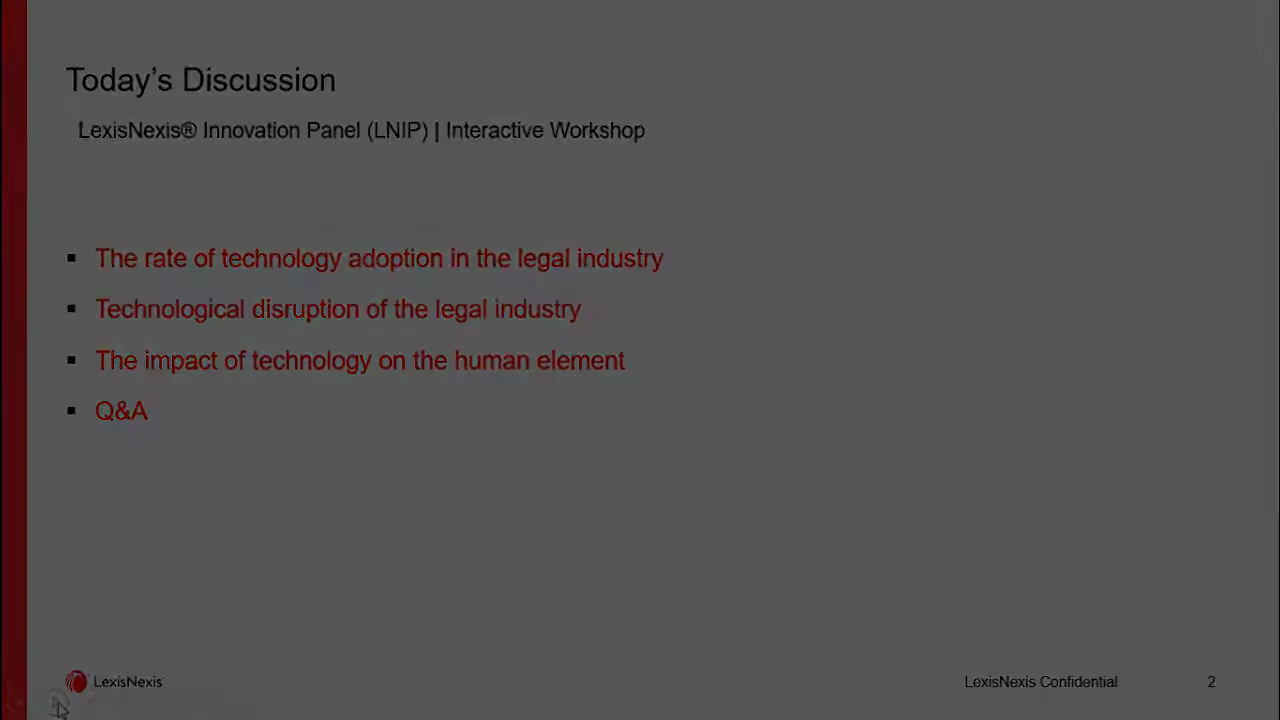 Today's Discussion
LexisNexis® Innovation Panel (LNIP) | Interactive Workshop
▪ The rate of technology adoption in the legal industry
▪ Technological disruption of the legal industry
▪ The impact of technology on the human element
▪ Q&A
LexisNexis
LexisNexis Confidential 2